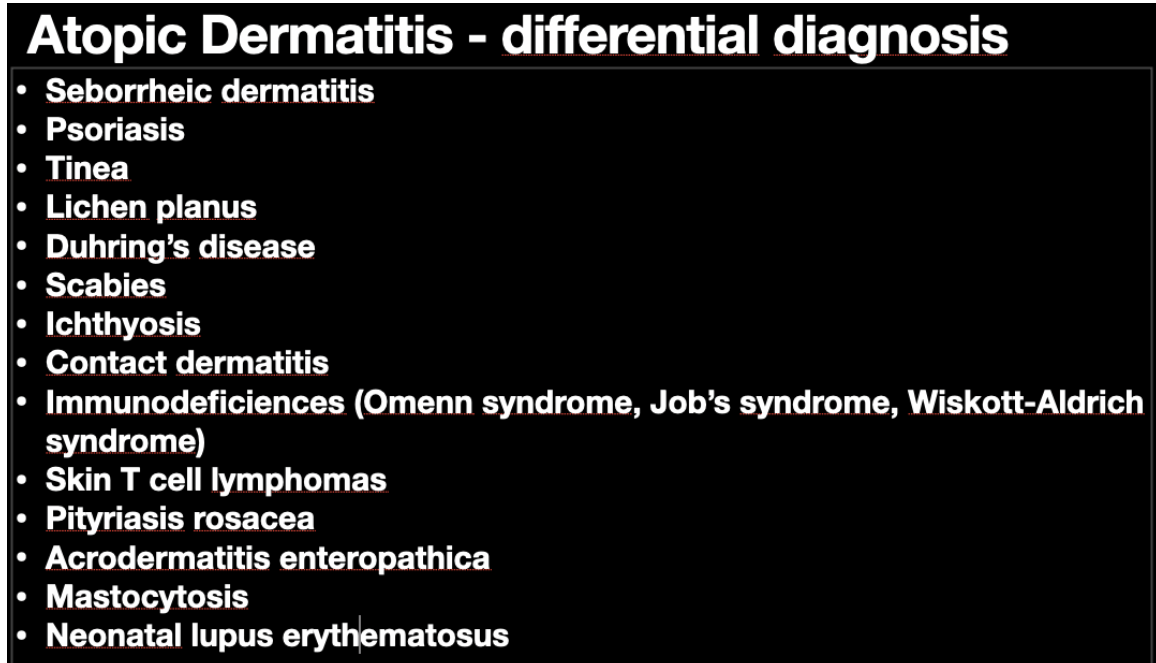 Atopic Dermatitis - differential diagnosis
• Seborrheic dermatitis
• Psoriasis
• Tinea
• Lichen planus
• Duhring’s disease
• Scabies
• Ichthyosis
• Contact dermatitis
• Immunodeficiences (Omenn syndrome, Job’s syndrome, Wiskott-Aldrich
syndrome)
• Skin T cell lymphomas
• Pityriasis rosacea
• Acrodermatitis enteropathica
• Mastocytosis
• Neonatal lupus erythematosus